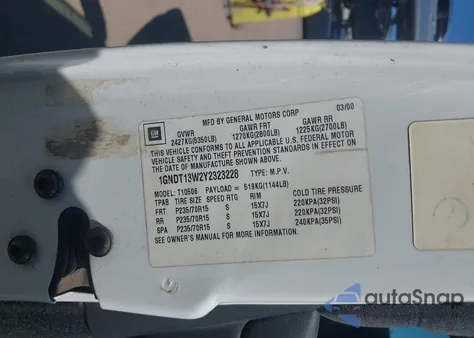 GM
MFD BY GENERAL MOTORS CORP 03/00
GVWR GAWR FRT GAWR RR
2427KG(5350LB) 1270KG(2800LB) 1225KG(2700LB)
THIS VEHICLE CONFORMS TO ALL APPLICABLE U.S. FEDERAL MOTOR
VEHICLE SAFETY AND THEFT PREVENTION STANDARDS IN EFFECT ON
THE DATE OF MANUFACTURE SHOWN ABOVE.
1GNDT13W2Y2323228 TYPE: M.P.V.
MODEL: T10506 PAYLOAD = 519KG(1144LB)
TPAB TIRE SIZE SPEED RTG RIM COLD TIRE PRESSURE
FRT P235/70R15 S 15X7J 220KPA(32PSI)
RR P235/70R15 S 15X7J 220KPA(32PSI)
SPA P235/70R15 S 15X7J 240KPA(35PSI)
SEE OWNER'S MANUAL FOR MORE INFORMATION.
autoSnap